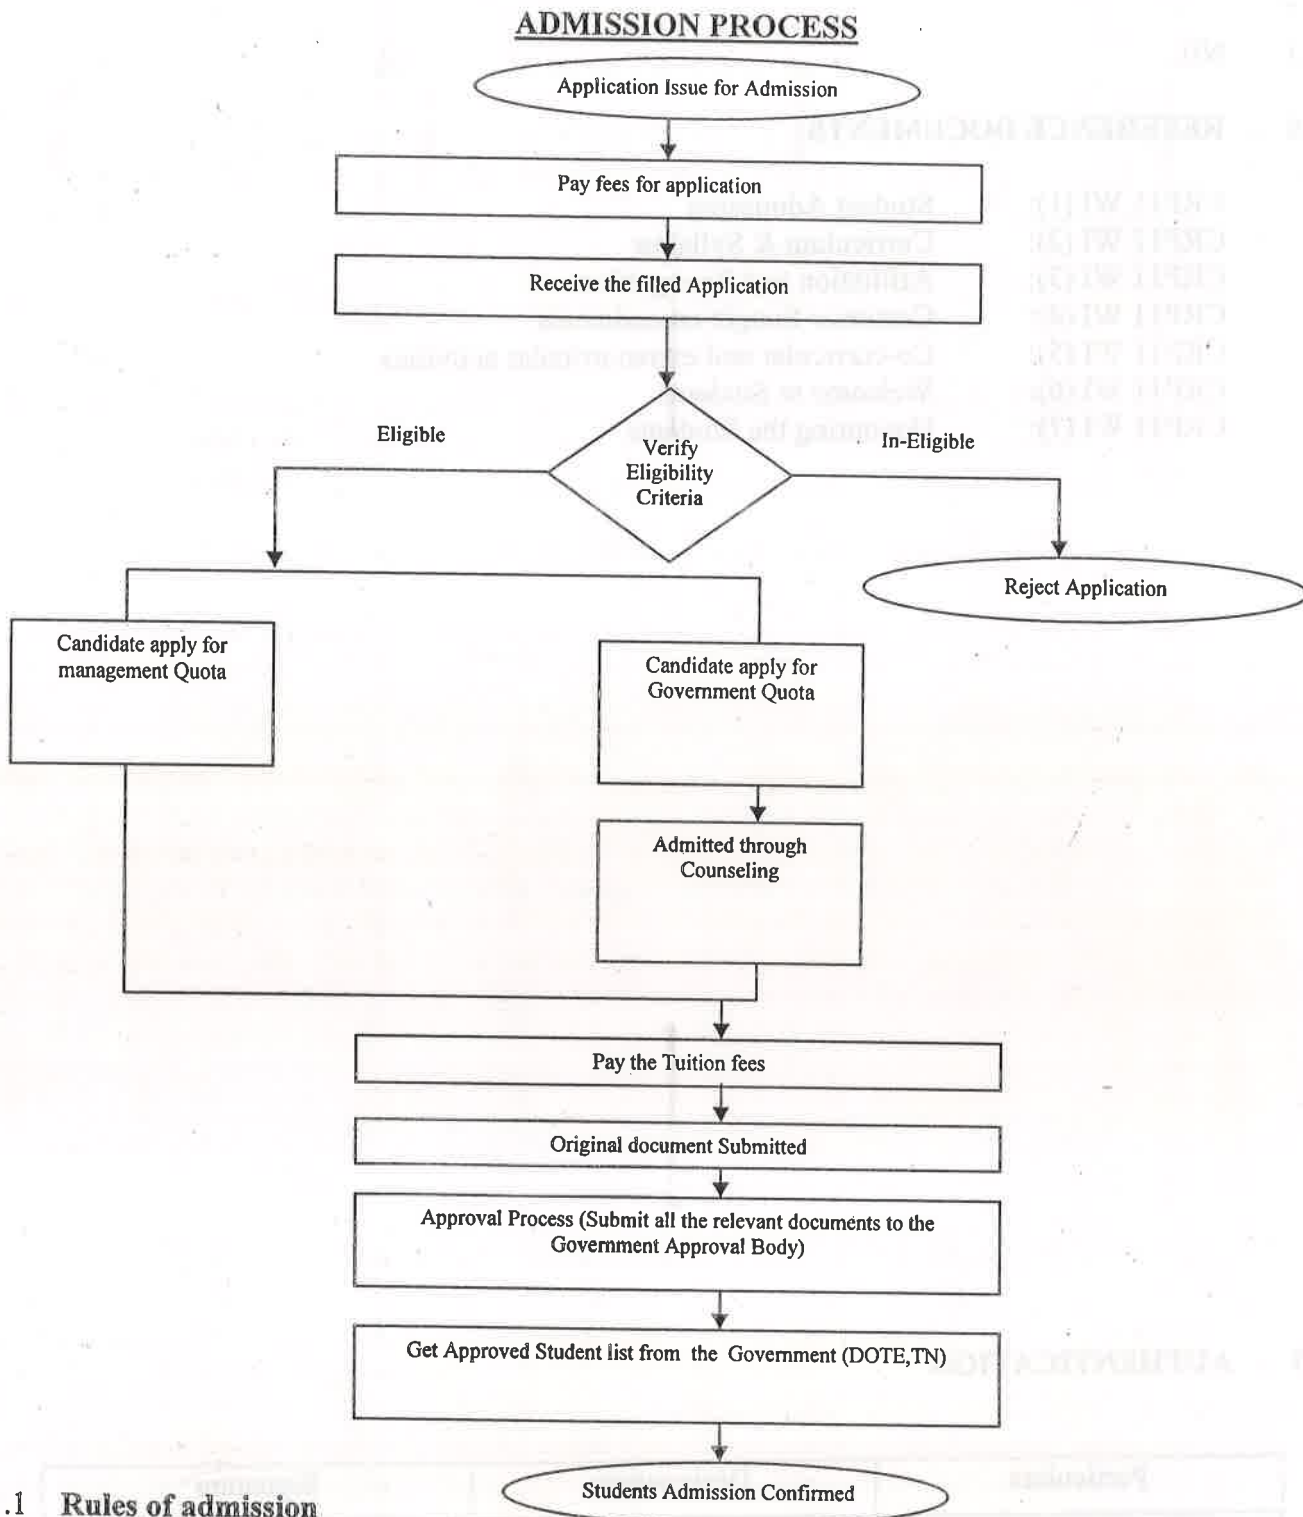 ADMISSION PROCESS
Application Issue for Admission
Pay fees for application
Receive the filled Application
Verify
Eligibility
Criteria
Eligible
In-Eligible
Reject Application
Candidate apply for
management Quota
Candidate apply for
Government Quota
Admitted through
Counseling
Pay the Tuition fees
Original document Submitted
Approval Process (Submit all the relevant documents to the
Government Approval Body)
Get Approved Student list from the Government (DOTE,TN)
Students Admission Confirmed
.1 Rules of admission